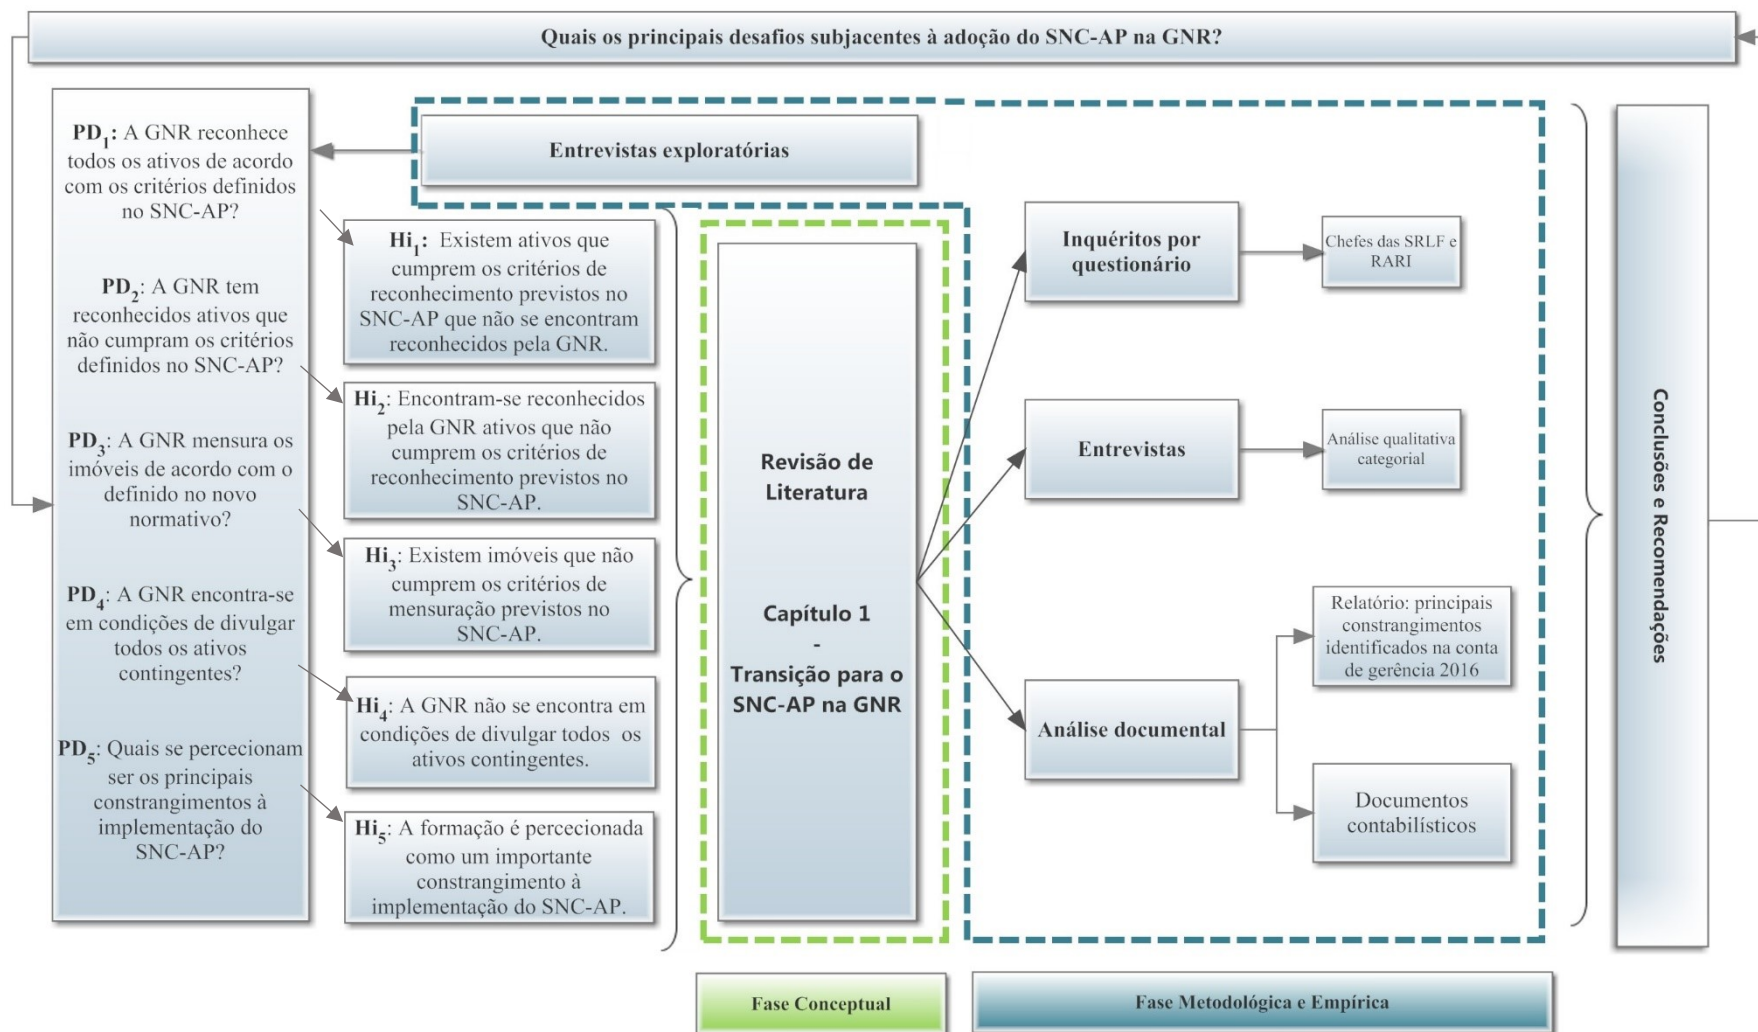 Quais os principais desafios subjacentes à adoção do SNC-AP na GNR?
PD1: A GNR reconhece
todos os ativos de acordo
com os critérios definidos
no SNC-AP?
PD2: A GNR tem
reconhecidos ativos que
não cumpram os critérios
definidos no SNC-AP?
PD3: A GNR mensura os
imóveis de acordo com o
definido no novo
normativo?
PD4: A GNR encontra-se
em condições de divulgar
todos os ativos
contingentes?
PD5: Quais se percecionam
ser os principais
constrangimentos à
implementação do
SNC-AP?
Entrevistas exploratórias
Hi1: Existem ativos que
cumprem os critérios de
reconhecimento previstos no
SNC-AP que não se encontram
reconhecidos pela GNR.
Hi2: Encontram-se reconhecidos
pela GNR ativos que não
cumprem os critérios de
reconhecimento previstos no
SNC-AP.
Hi3: Existem imóveis que não
cumprem os critérios de
mensuração previstos no
SNC-AP.
Hi4: A GNR não se encontra em
condições de divulgar todos os
ativos contingentes.
Hi5: A formação é percecionada
como um importante
constrangimento à
implementação do SNC-AP.
Revisão de
Literatura
Capítulo 1
-
Transição para o
SNC-AP na GNR
Inquéritos por
questionário
Chefes das SRLF e
RARI
Entrevistas
Análise qualitativa
categorial
Análise documental
Relatório: principais
constrangimentos
identificados na conta
de gerência 2016
Documentos
contabilísticos
Conclusões e Recomendações
Fase Conceptual
Fase Metodológica e Empírica